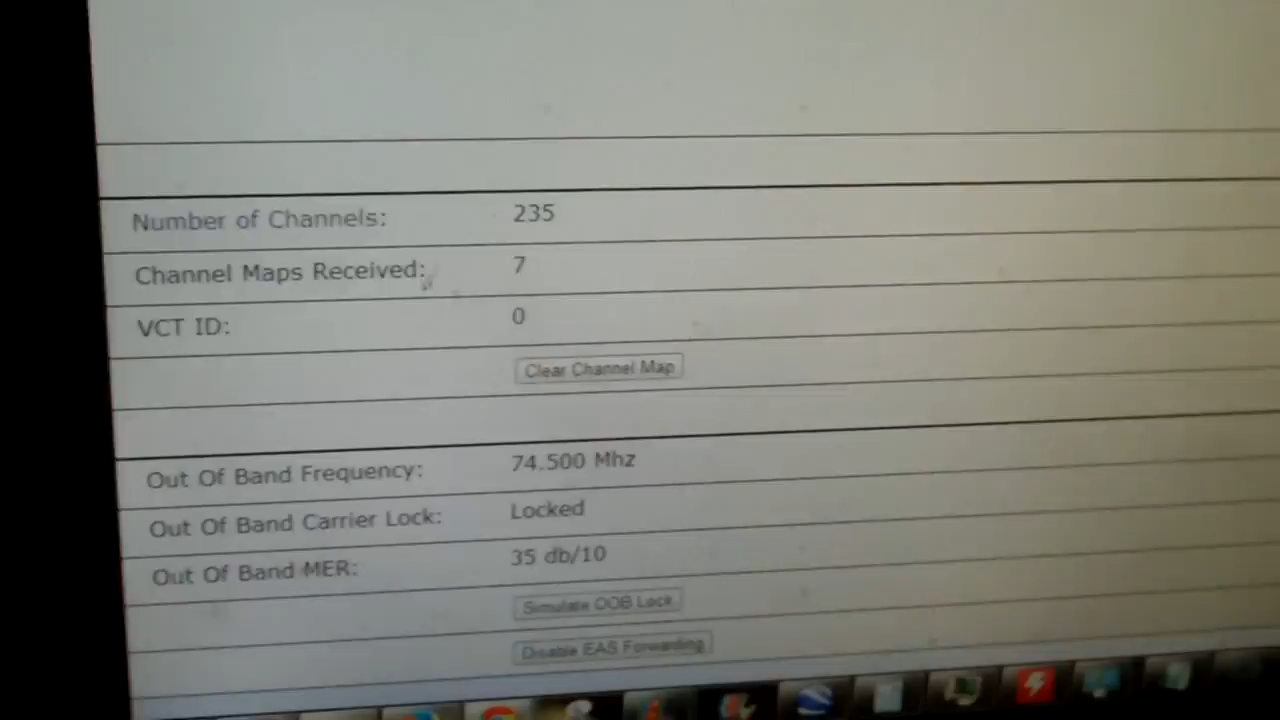 Number of Channels: 235
Channel Maps Received: 7
VCT ID: 0
Clear Channel Map
Out Of Band Frequency: 74.500 Mhz
Out Of Band Carrier Lock: Locked
Out Of Band MER: 35 db/10
Simulate OOB Lock
Disable EAS Forwarding